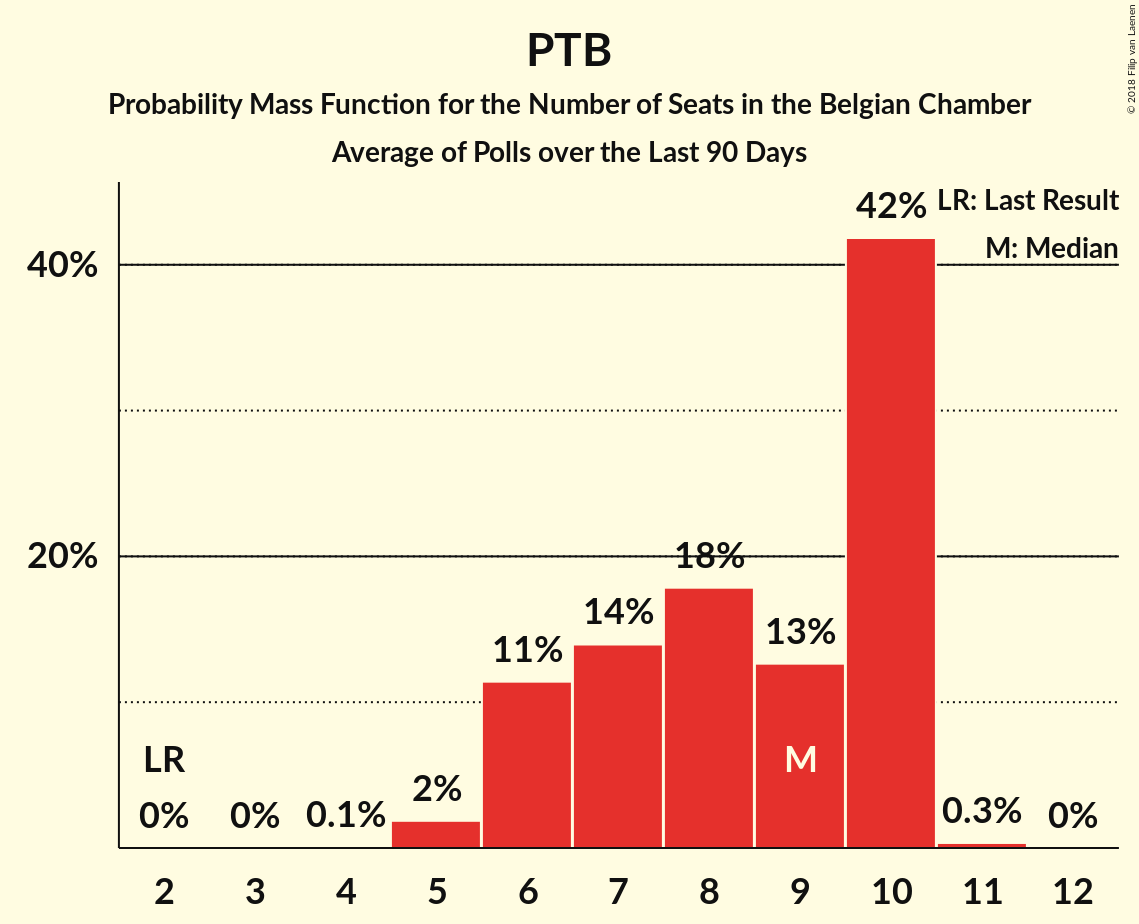 PTB
Probability Mass Function for the Number of Seats in the Belgian Chamber
Average of Polls over the Last 90 Days
© 2018 Filip van Laenen
LR: Last Result
M: Median
40%
20%
LR
0%
0%
0.1%
2%
11%
14%
18%
13%
M
42%
0.3%
0%
2 3 4 5 6 7 8 9 10 11 12